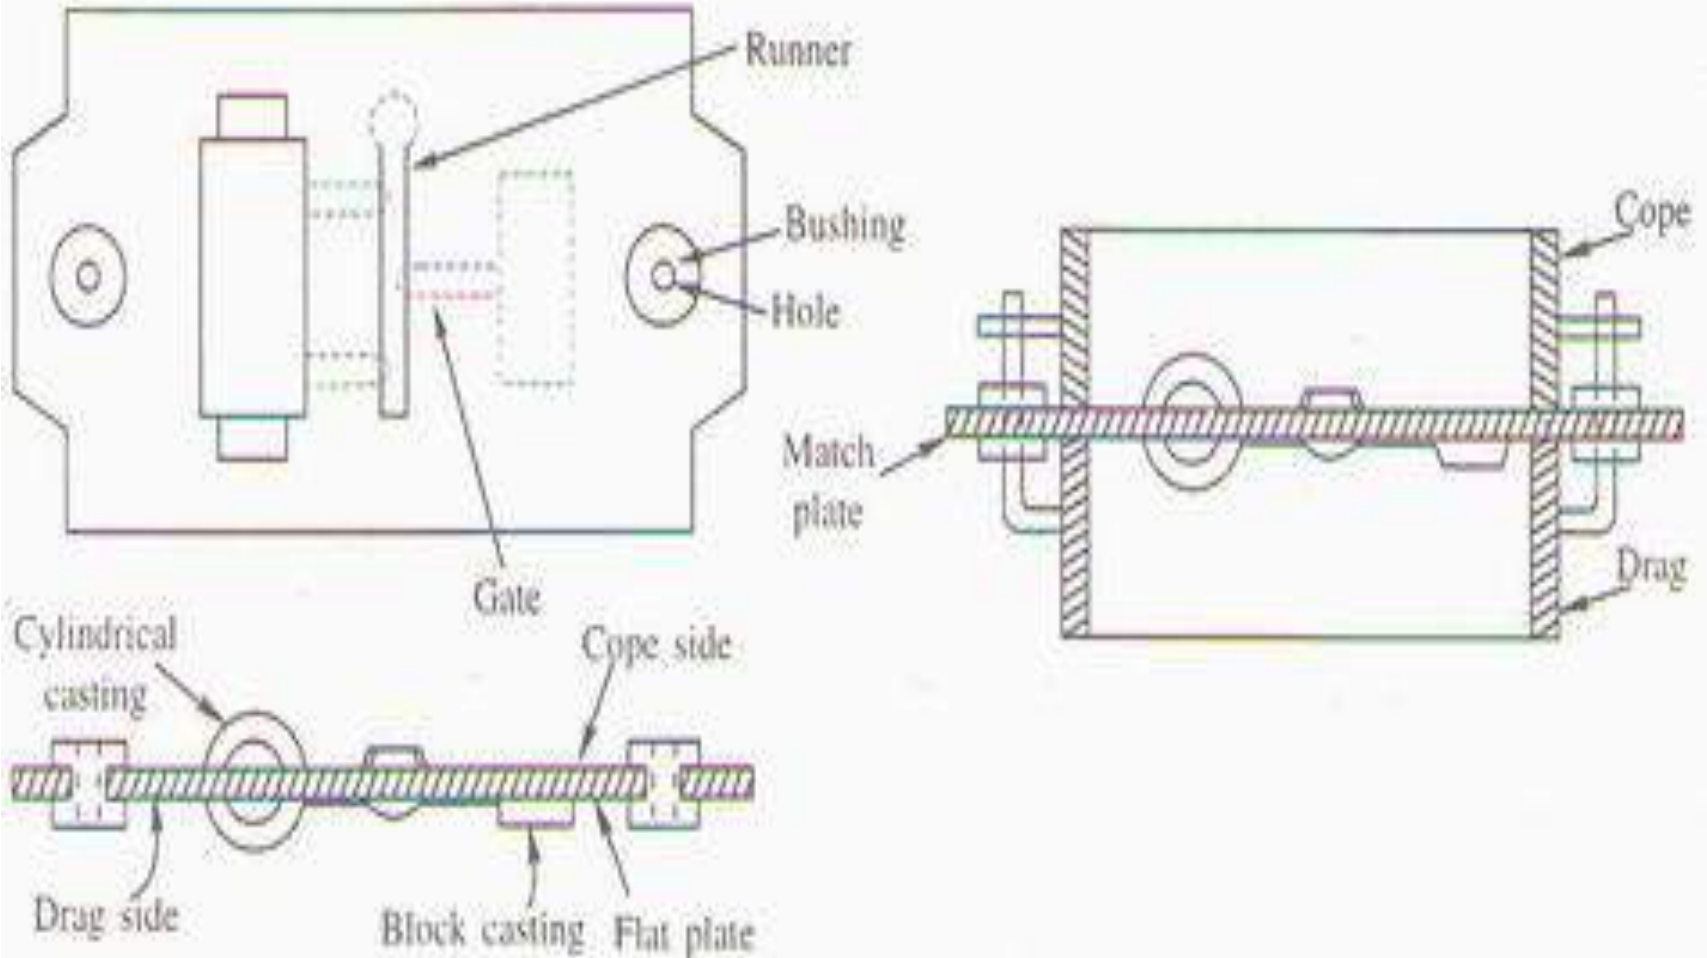 Runner
Bushing
Hole
Gate
Cope
Match
plate
Drag
Cylindrical
casting
Cope side
Drag side
Block casting
Flat plate